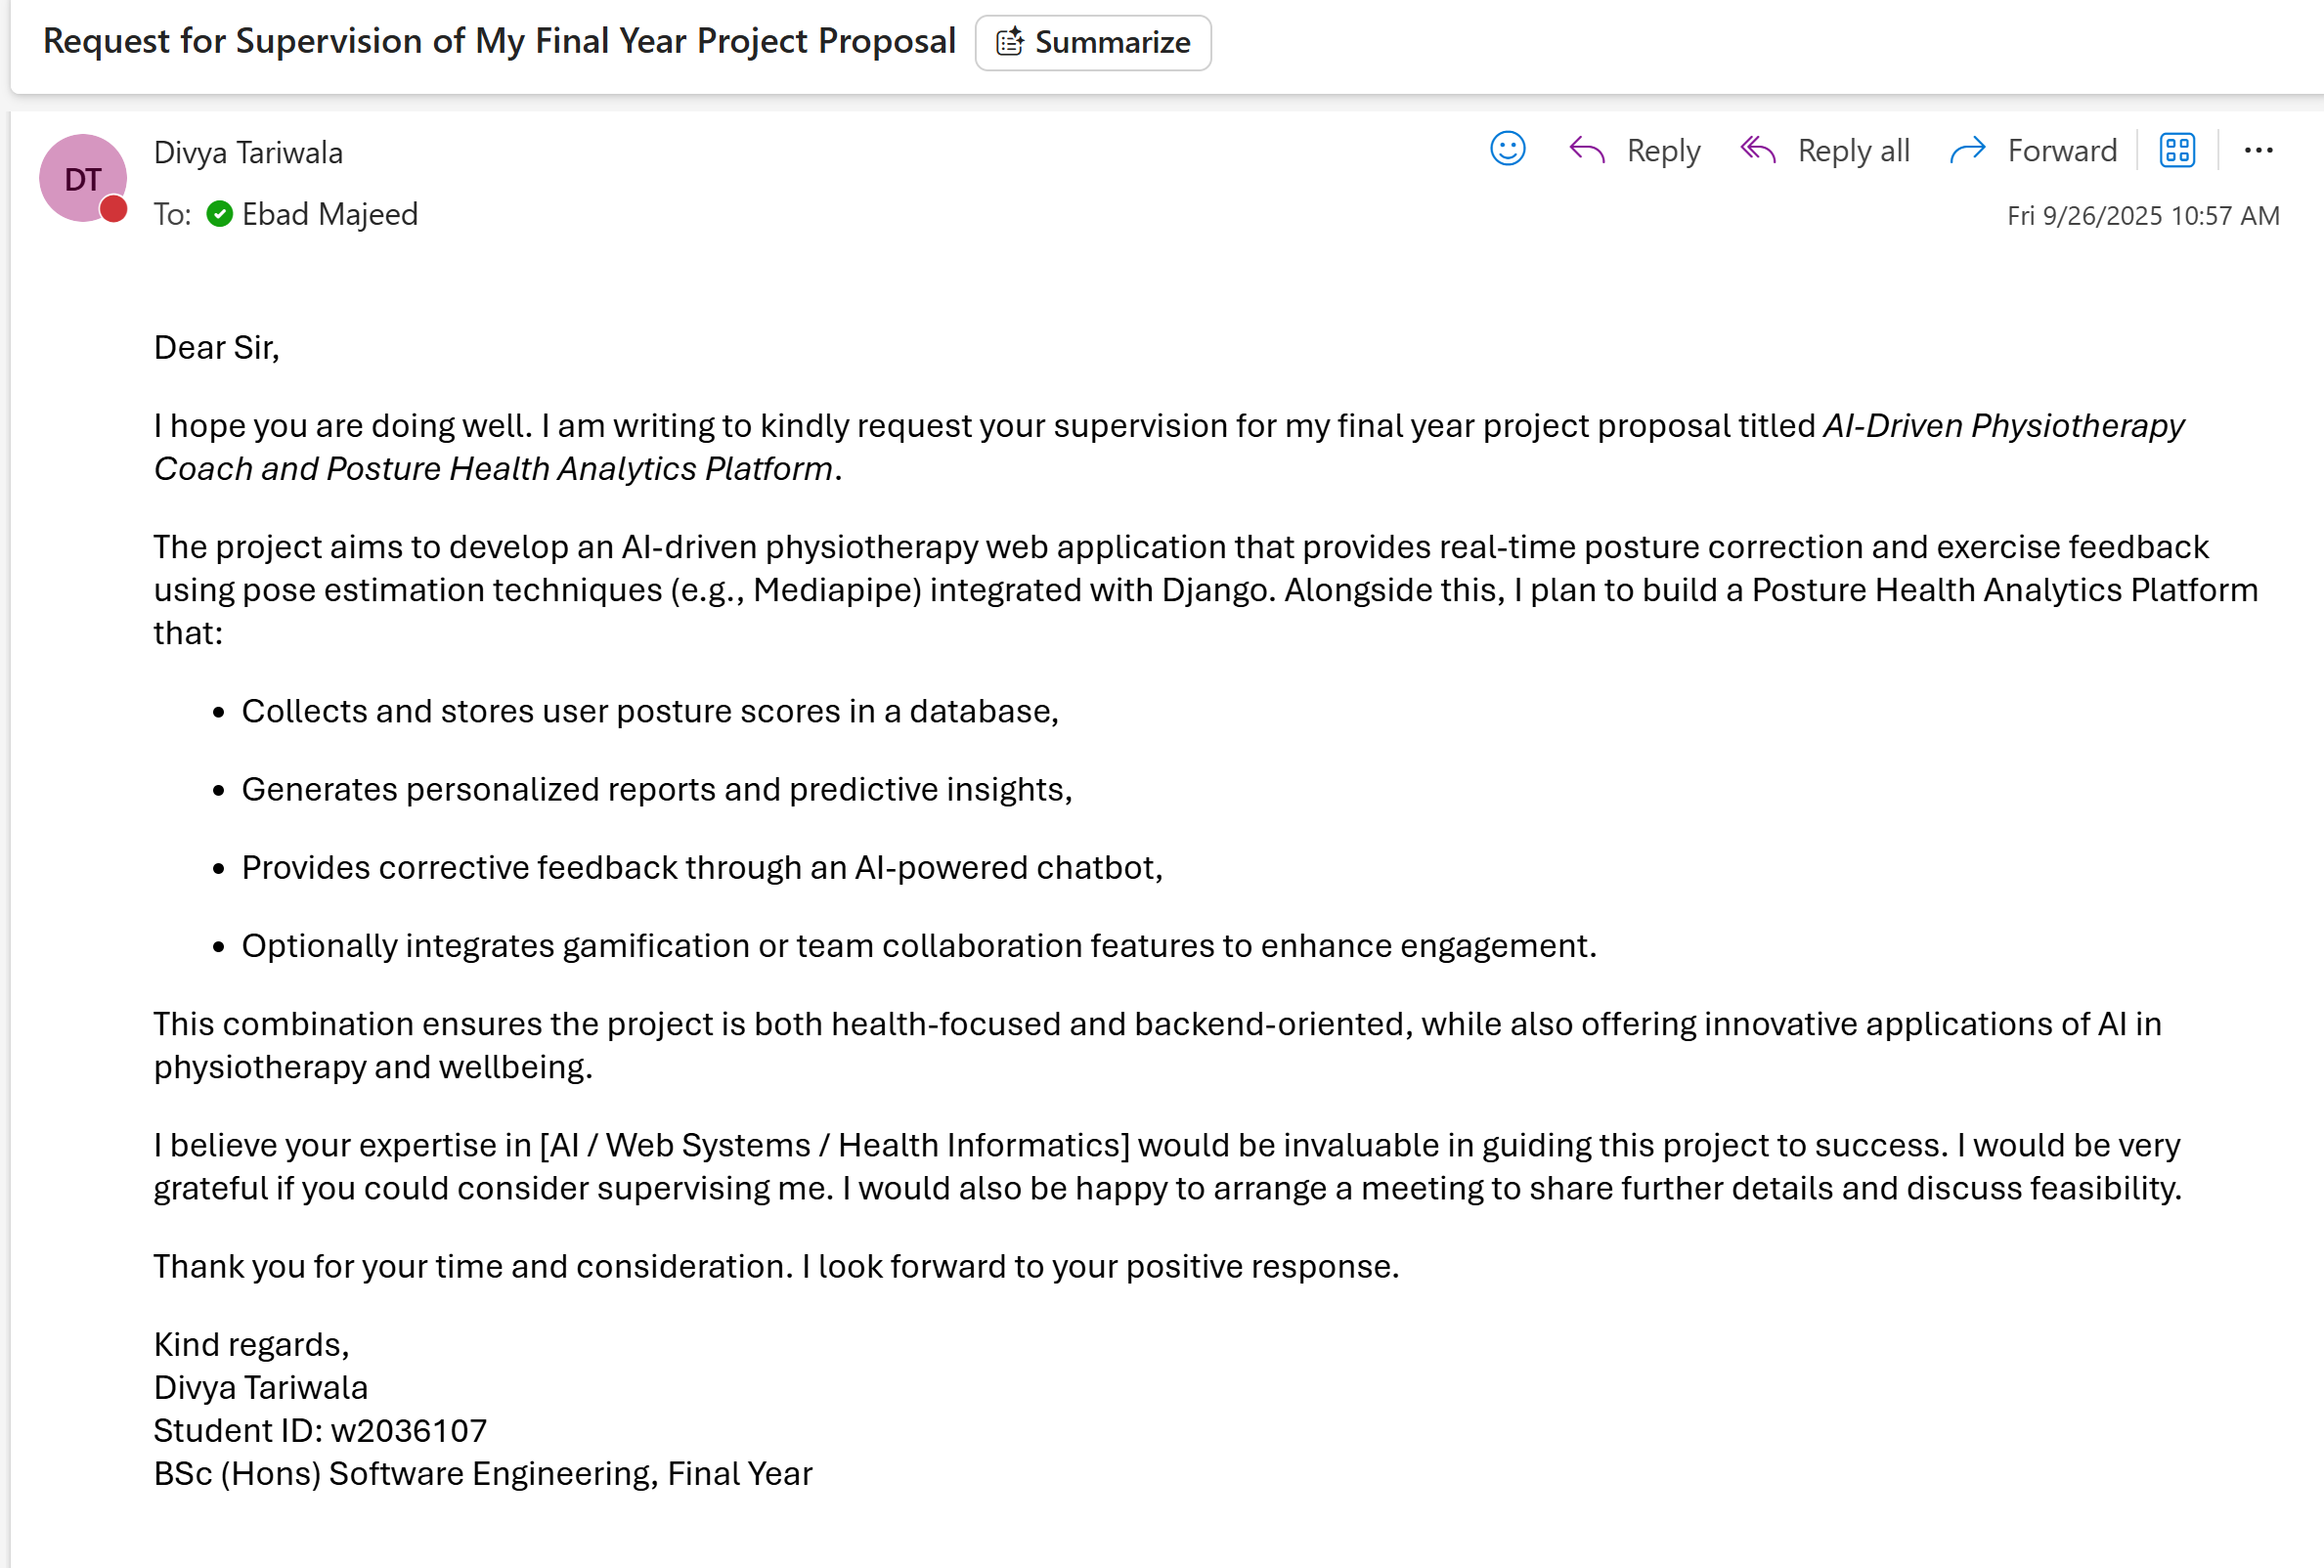 Request for Supervision of My Final Year Project Proposal Summarize
DT
Divya Tariwala
Reply Reply all Forward
To: Ebad Majeed
Fri 9/26/2025 10:57 AM
Dear Sir,
I hope you are doing well. I am writing to kindly request your supervision for my final year project proposal titled AI-Driven Physiotherapy
Coach and Posture Health Analytics Platform.
The project aims to develop an AI-driven physiotherapy web application that provides real-time posture correction and exercise feedback
using pose estimation techniques (e.g., Mediapipe) integrated with Django. Alongside this, I plan to build a Posture Health Analytics Platform
that:
• Collects and stores user posture scores in a database,
• Generates personalized reports and predictive insights,
• Provides corrective feedback through an AI-powered chatbot,
• Optionally integrates gamification or team collaboration features to enhance engagement.
This combination ensures the project is both health-focused and backend-oriented, while also offering innovative applications of AI in
physiotherapy and wellbeing.
I believe your expertise in [AI / Web Systems / Health Informatics] would be invaluable in guiding this project to success. I would be very
grateful if you could consider supervising me. I would also be happy to arrange a meeting to share further details and discuss feasibility.
Thank you for your time and consideration. I look forward to your positive response.
Kind regards,
Divya Tariwala
Student ID: w2036107
BSc (Hons) Software Engineering, Final Year